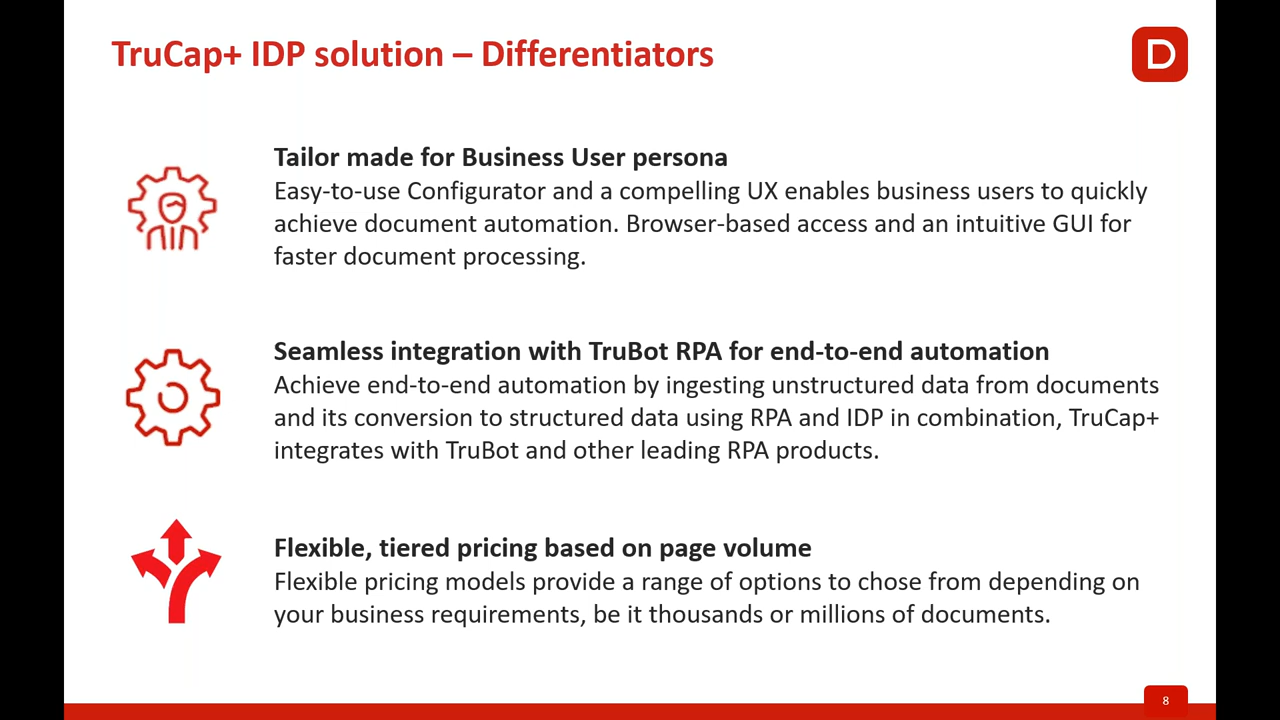 TruCap+ IDP solution – Differentiators
D
Tailor made for Business User persona
Easy-to-use Configurator and a compelling UX enables business users to quickly
achieve document automation. Browser-based access and an intuitive GUI for
faster document processing.
Seamless integration with TruBot RPA for end-to-end automation
Achieve end-to-end automation by ingesting unstructured data from documents
and its conversion to structured data using RPA and IDP in combination, TruCap+
integrates with TruBot and other leading RPA products.
Flexible, tiered pricing based on page volume
Flexible pricing models provide a range of options to chose from depending on
your business requirements, be it thousands or millions of documents.
8